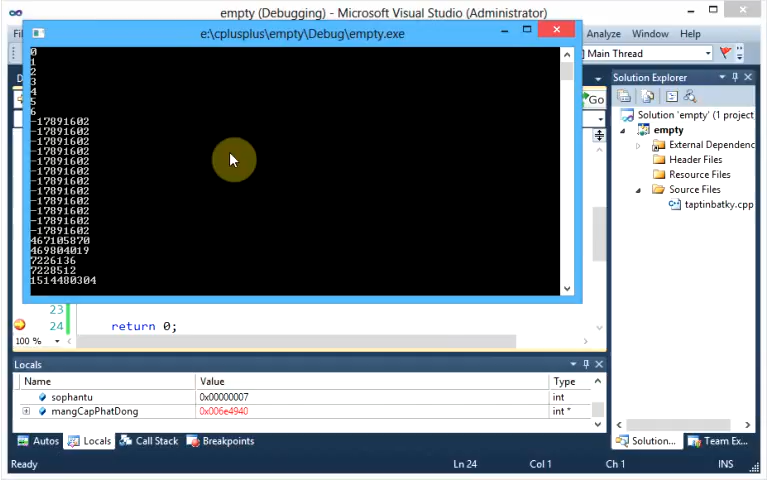 empty (Debugging) - Microsoft Visual Studio (Administrator)
e:\cplusplus\empty\Debug\empty.exe
Analyze Window Help
Main Thread
Go
0
1
2
3
4
5
6
-17891602
-17891602
-17891602
-17891602
-17891602
-17891602
-17891602
-17891602
-17891602
-17891602
-17891602
-17891602
467105870
469804019
7226136
7228512
1514480304
23
24 return 0;
100 %
Solution Explorer
Solution 'empty' (1 project
empty
External Dependenc
Header Files
Resource Files
Source Files
taptinbatky.cpp
Locals
Name Value Type
sophantu 0x00000007 int
mangCapPhatDong 0x006e4940 int *
Autos Locals Call Stack Breakpoints
Solution... Team Ex...
Ready Ln 24 Col 1 Ch 1 INS